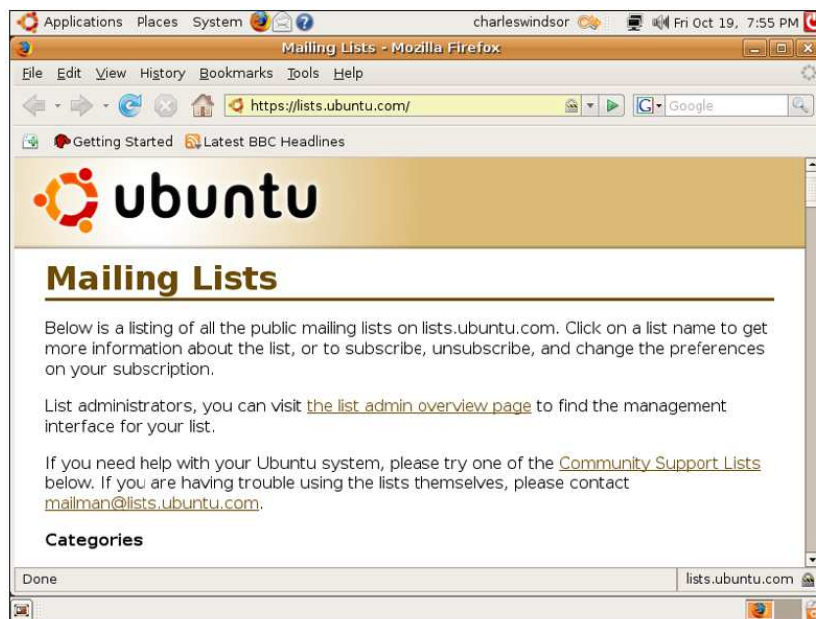 Applications Places System charleswindsor Fri Oct 19, 7:55 PM
Mailing Lists - Mozilla Firefox
File Edit View History Bookmarks Tools Help
https://lists.ubuntu.com/ G Google
Getting Started Latest BBC Headlines
ubuntu
Mailing Lists
Below is a listing of all the public mailing lists on lists.ubuntu.com. Click on a list name to get
more information about the list, or to subscribe, unsubscribe, and change the preferences
on your subscription.
List administrators, you can visit the list admin overview page to find the management
interface for your list.
If you need help with your Ubuntu system, please try one of the Community Support Lists
below. If you are having trouble using the lists themselves, please contact
mailman@lists.ubuntu.com.
Categories
Done lists.ubuntu.com